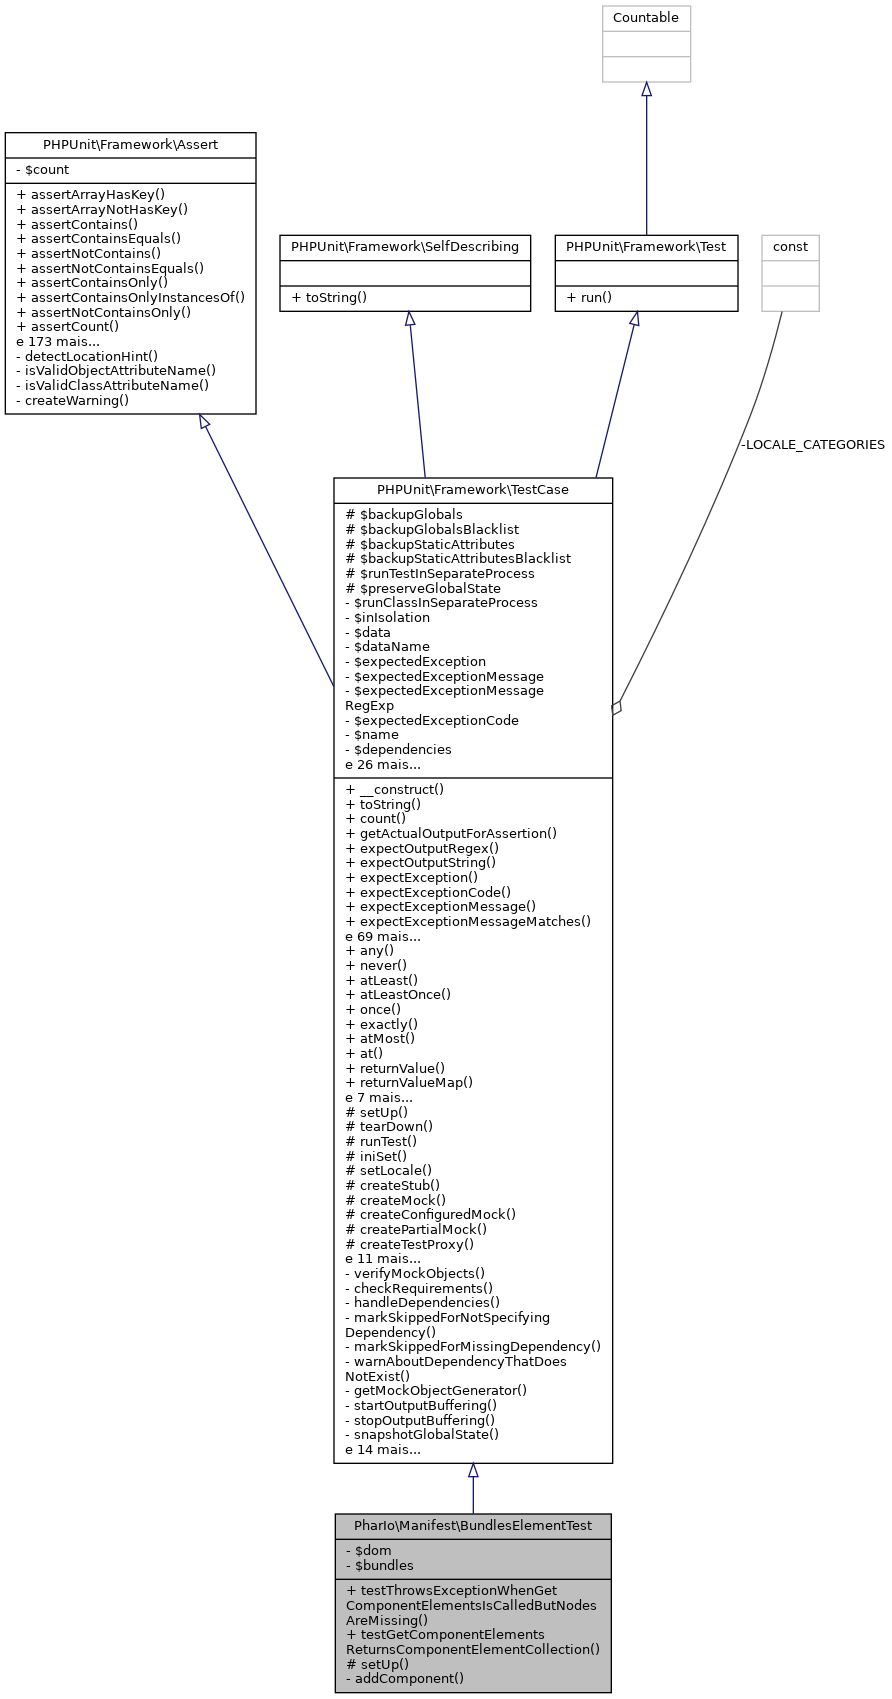 Countable
PHPUnit\Framework\Assert
- $count
+ assertArrayHasKey()
+ assertArrayNotHasKey()
+ assertContains()
+ assertContainsEquals()
+ assertNotContains()
+ assertNotContainsEquals()
+ assertContainsOnly()
+ assertContainsOnlyInstancesOf()
+ assertNotContainsOnly()
+ assertCount()
e 173 mais...
- detectLocationHint()
- isValidObjectAttributeName()
- isValidClassAttributeName()
- createWarning()
PHPUnit\Framework\SelfDescribing
+ toString()
PHPUnit\Framework\Test
+ run()
const
-LOCALE_CATEGORIES
PHPUnit\Framework\TestCase
# $backupGlobals
# $backupGlobalsBlacklist
# $backupStaticAttributes
# $backupStaticAttributesBlacklist
# $runTestInSeparateProcess
# $preserveGlobalState
- $runClassInSeparateProcess
- $inIsolation
- $data
- $dataName
- $expectedException
- $expectedExceptionMessage
- $expectedExceptionMessage
RegExp
- $expectedExceptionCode
- $name
- $dependencies
e 26 mais...
+ __construct()
+ toString()
+ count()
+ getActualOutputForAssertion()
+ expectOutputRegex()
+ expectOutputString()
+ expectException()
+ expectExceptionCode()
+ expectExceptionMessage()
+ expectExceptionMessageMatches()
e 69 mais...
+ any()
+ never()
+ atLeast()
+ atLeastOnce()
+ once()
+ exactly()
+ atMost()
+ at()
+ returnValue()
+ returnValueMap()
e 7 mais...
# setUp()
# tearDown()
# runTest()
# iniSet()
# setLocale()
# createStub()
# createMock()
# createConfiguredMock()
# createPartialMock()
# createTestProxy()
e 11 mais...
- verifyMockObjects()
- checkRequirements()
- handleDependencies()
- markSkippedForNotSpecifying
Dependency()
- markSkippedForMissingDependency()
- warnAboutDependencyThatDoes
NotExist()
- getMockObjectGenerator()
- startOutputBuffering()
- stopOutputBuffering()
- snapshotGlobalState()
e 14 mais...
PharIo\Manifest\BundlesElementTest
- $dom
- $bundles
+ testThrowsExceptionWhenGet
ComponentElementsIsCalledButNodes
AreMissing()
+ testGetComponentElements
ReturnsComponentElementCollection()
# setUp()
- addComponent()